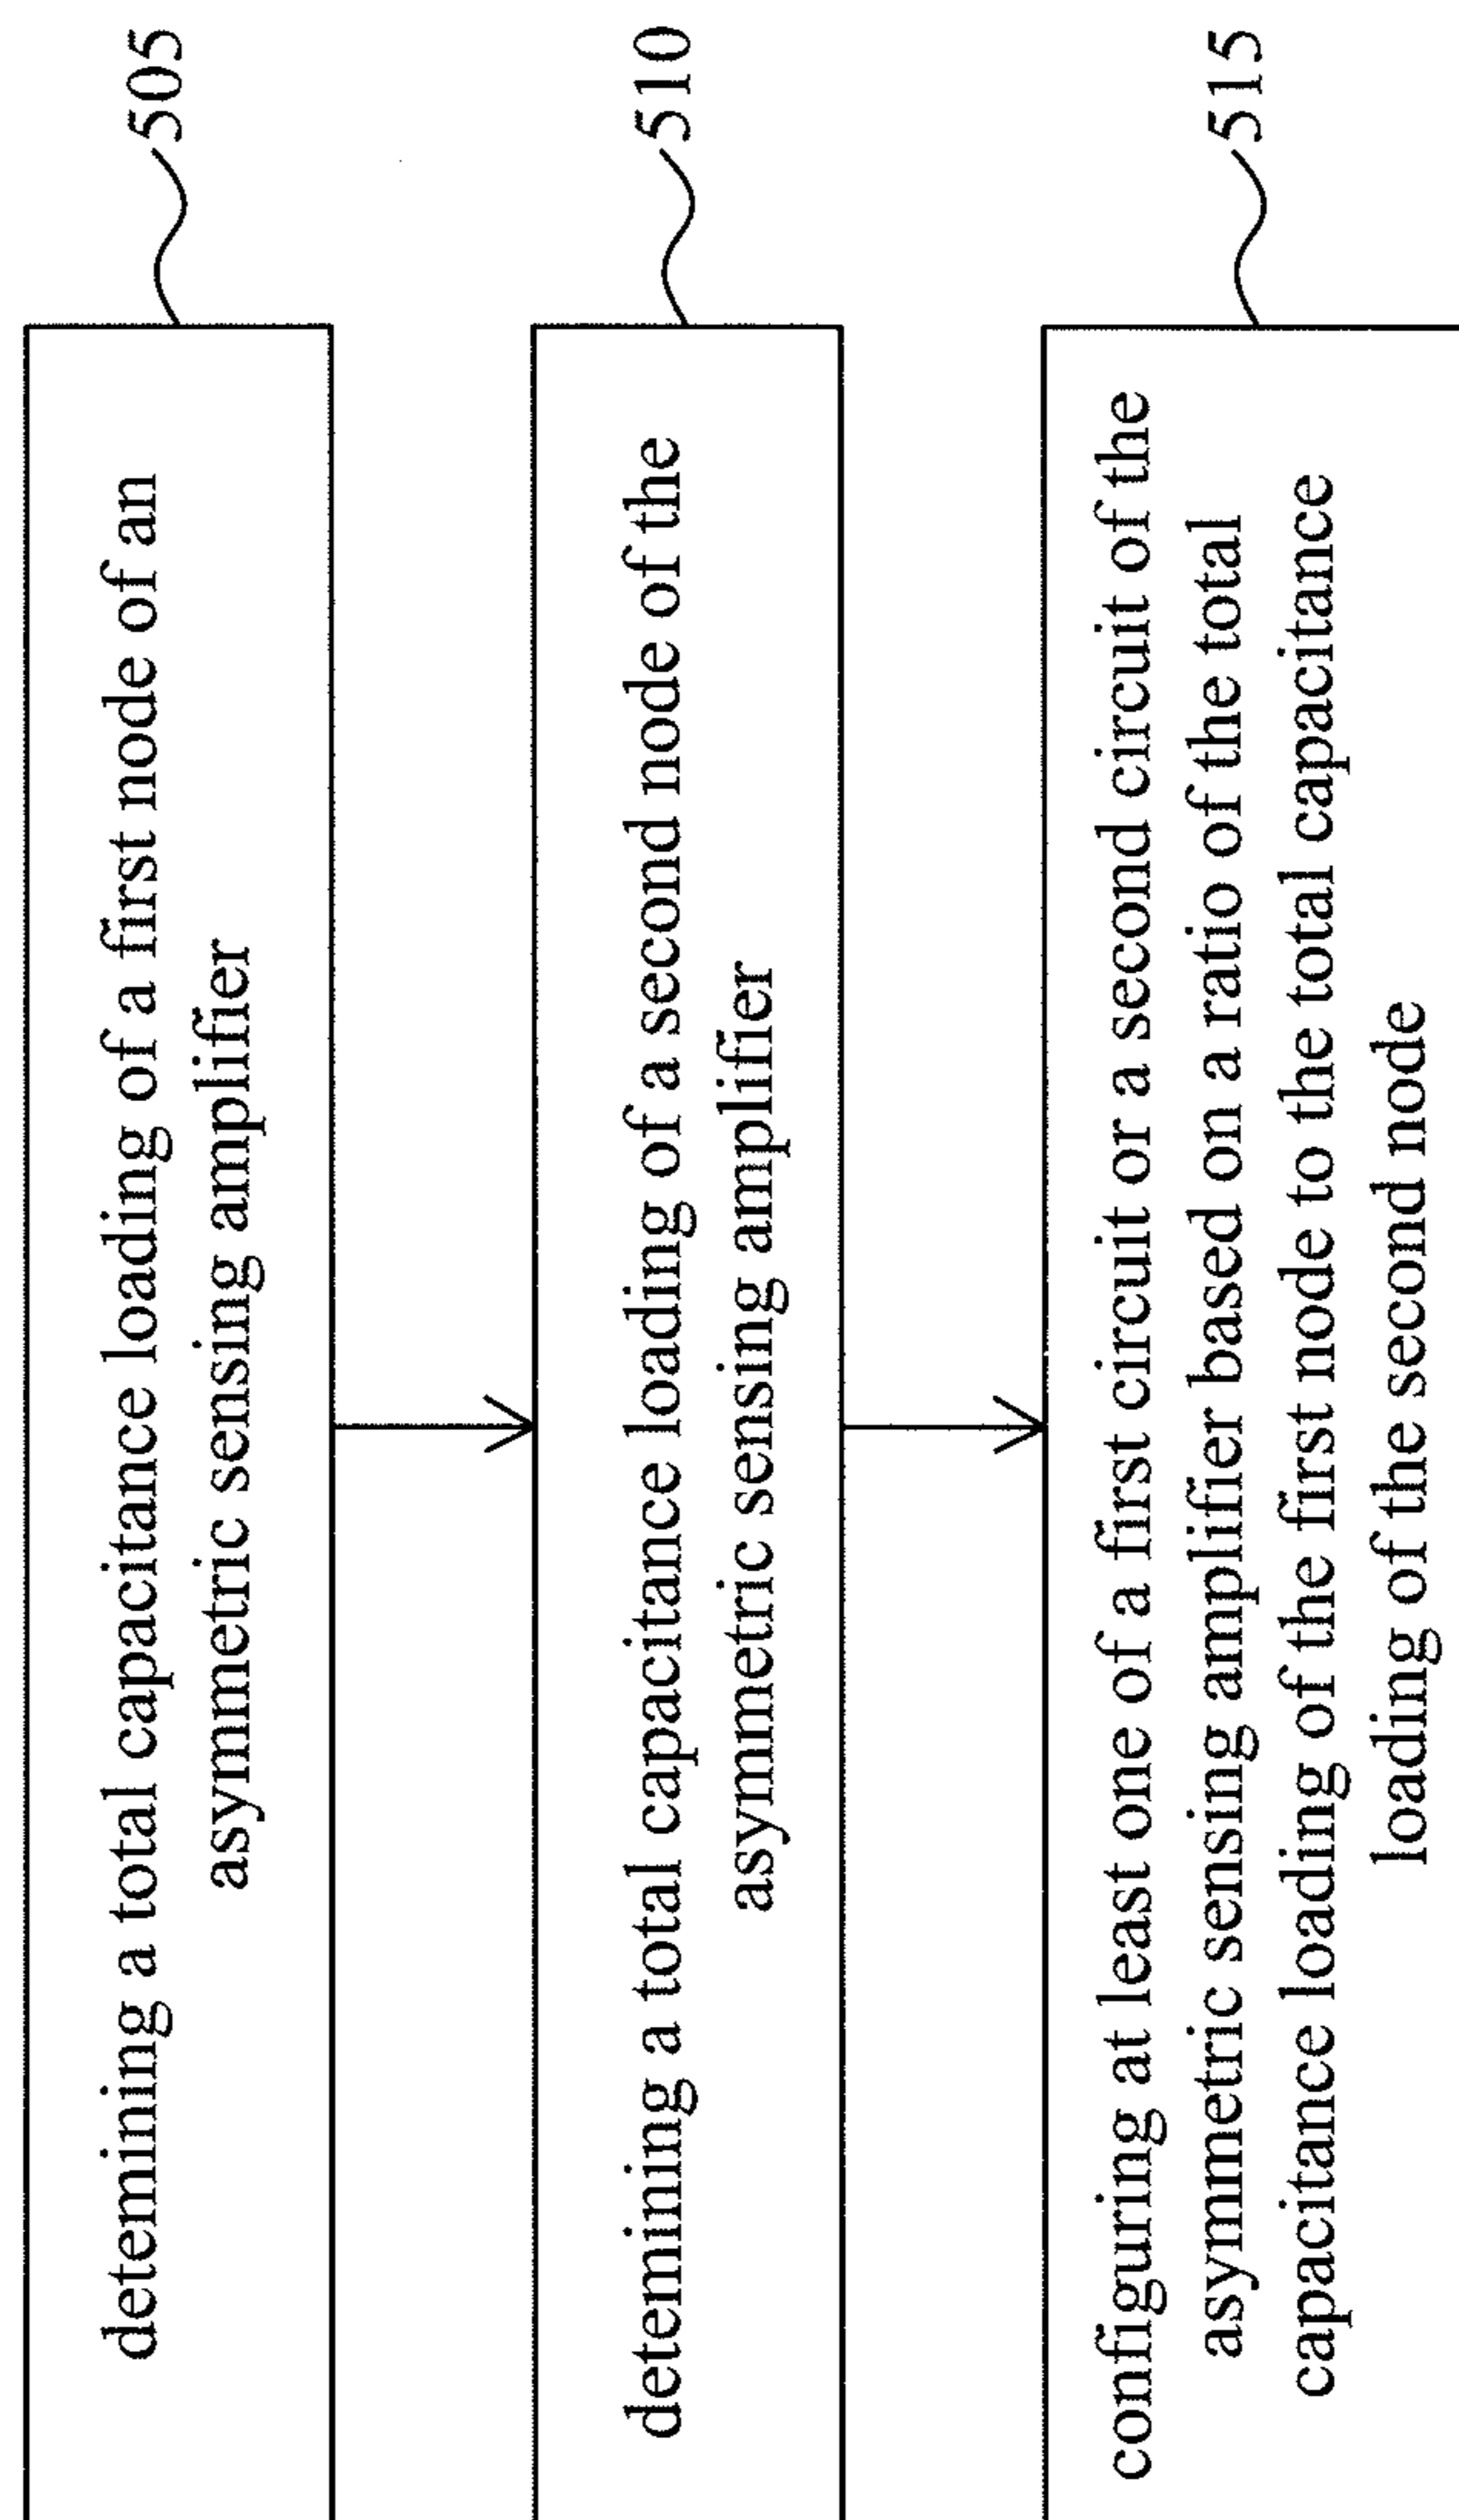 detemining a total capacitance loading of a first node of an
asymmetric sensing amplifier
505
detemining a total capacitance loading of a second node of the
asymmetric sensing amplifier
510
configuring at least one of a first circuit or a second circuit of the
asymmetric sensing amplifier based on a ratio of the total
capacitance loading of the first node to the total capacitance
loading of the second node
515